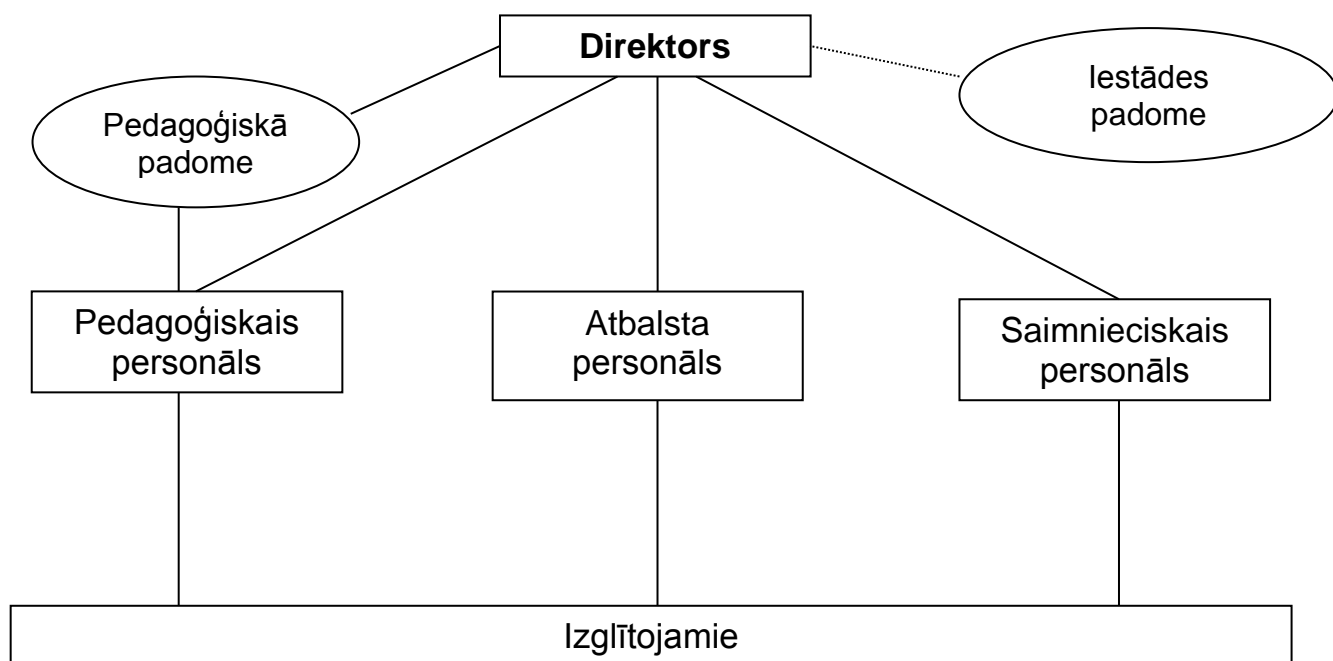 Direktors
Iestādes
padome
Pedagoģiskā
padome
Pedagoģiskais
personāls
Atbalsta
personāls
Saimnieciskais
personāls
Izglītojamie